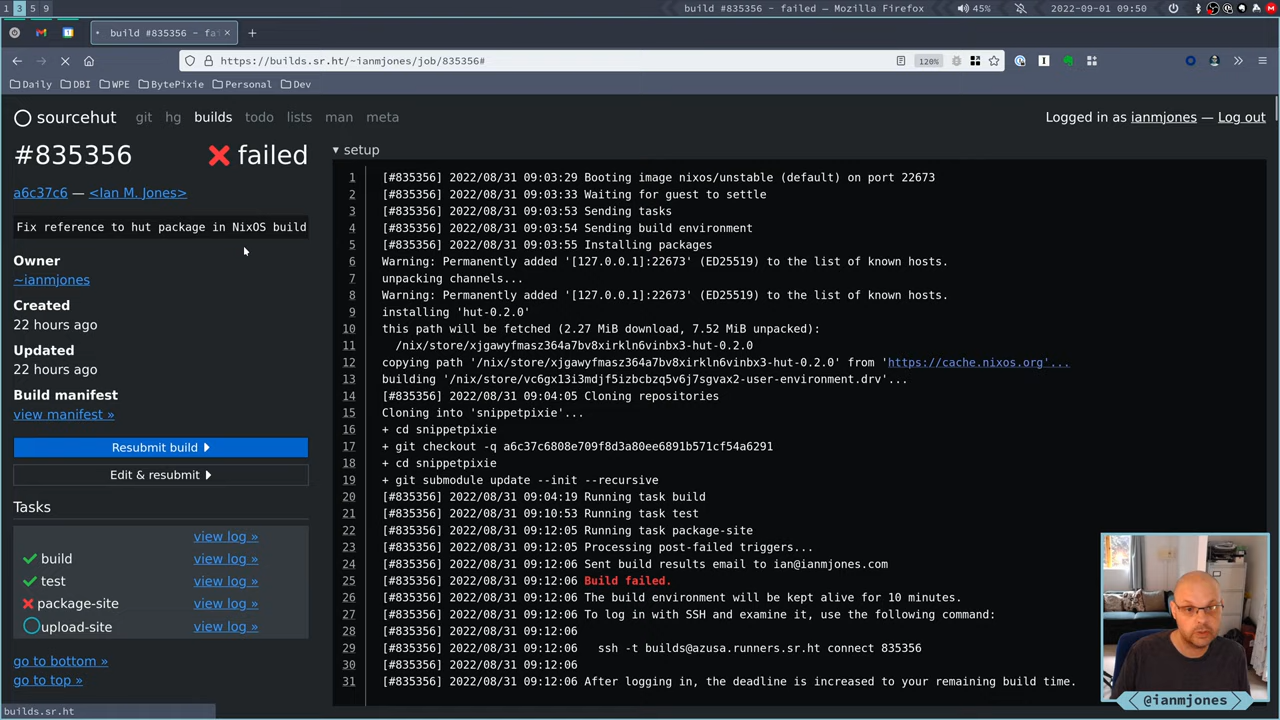 1 3 5 9
build #835356 - failed — Mozilla Firefox
45%
2022-09-01 09:50
build #835356 - fai
https://builds.sr.ht/~ianmjones/job/835356#
120%
Daily
DBI
WPE
BytePixie
Personal
Dev
sourcehut git hg builds todo lists man meta
Logged in as ianmjones — Log out
#835356
failed
a6c37c6 — <Ian M. Jones>
Fix reference to hut package in NixOS build
Owner
~ianmjones
Created
22 hours ago
Updated
22 hours ago
Build manifest
view manifest »
Resubmit build
Edit & resubmit
Tasks
view log »
build view log »
test view log »
package-site view log »
upload-site view log »
go to bottom »
go to top »
setup
1 [#835356] 2022/08/31 09:03:29 Booting image nixos/unstable (default) on port 22673
2 [#835356] 2022/08/31 09:03:33 Waiting for guest to settle
3 [#835356] 2022/08/31 09:03:53 Sending tasks
4 [#835356] 2022/08/31 09:03:54 Sending build environment
5 [#835356] 2022/08/31 09:03:55 Installing packages
6 Warning: Permanently added '[127.0.0.1]:22673' (ED25519) to the list of known hosts.
7 unpacking channels...
8 Warning: Permanently added '[127.0.0.1]:22673' (ED25519) to the list of known hosts.
9 installing 'hut-0.2.0'
10 this path will be fetched (2.27 MiB download, 7.52 MiB unpacked):
11 /nix/store/xjgawyfmasz364a7bv8xirkln6vinbx3-hut-0.2.0
12 copying path '/nix/store/xjgawyfmasz364a7bv8xirkln6vinbx3-hut-0.2.0' from 'https://cache.nixos.org'...
13 building '/nix/store/vc6gx13i3mdjf5izbcbzq5v6j7sgvax2-user-environment.drv'...
14 [#835356] 2022/08/31 09:04:05 Cloning repositories
15 Cloning into 'snippetpixie'...
16 + cd snippetpixie
17 + git checkout -q a6c37c6808e709f8d3a80ee6891b571cf54a6291
18 + cd snippetpixie
19 + git submodule update --init --recursive
20 [#835356] 2022/08/31 09:04:19 Running task build
21 [#835356] 2022/08/31 09:10:53 Running task test
22 [#835356] 2022/08/31 09:12:05 Running task package-site
23 [#835356] 2022/08/31 09:12:05 Processing post-failed triggers...
24 [#835356] 2022/08/31 09:12:06 Sent build results email to ian@ianmjones.com
25 [#835356] 2022/08/31 09:12:06 Build failed.
26 [#835356] 2022/08/31 09:12:06 The build environment will be kept alive for 10 minutes.
27 [#835356] 2022/08/31 09:12:06 To log in with SSH and examine it, use the following command:
28 [#835356] 2022/08/31 09:12:06
29 [#835356] 2022/08/31 09:12:06 ssh -t builds@azusa.runners.sr.ht connect 835356
30 [#835356] 2022/08/31 09:12:06
31 [#835356] 2022/08/31 09:12:06 After logging in, the deadline is increased to your remaining build time.
@ianmjones
builds.sr.ht